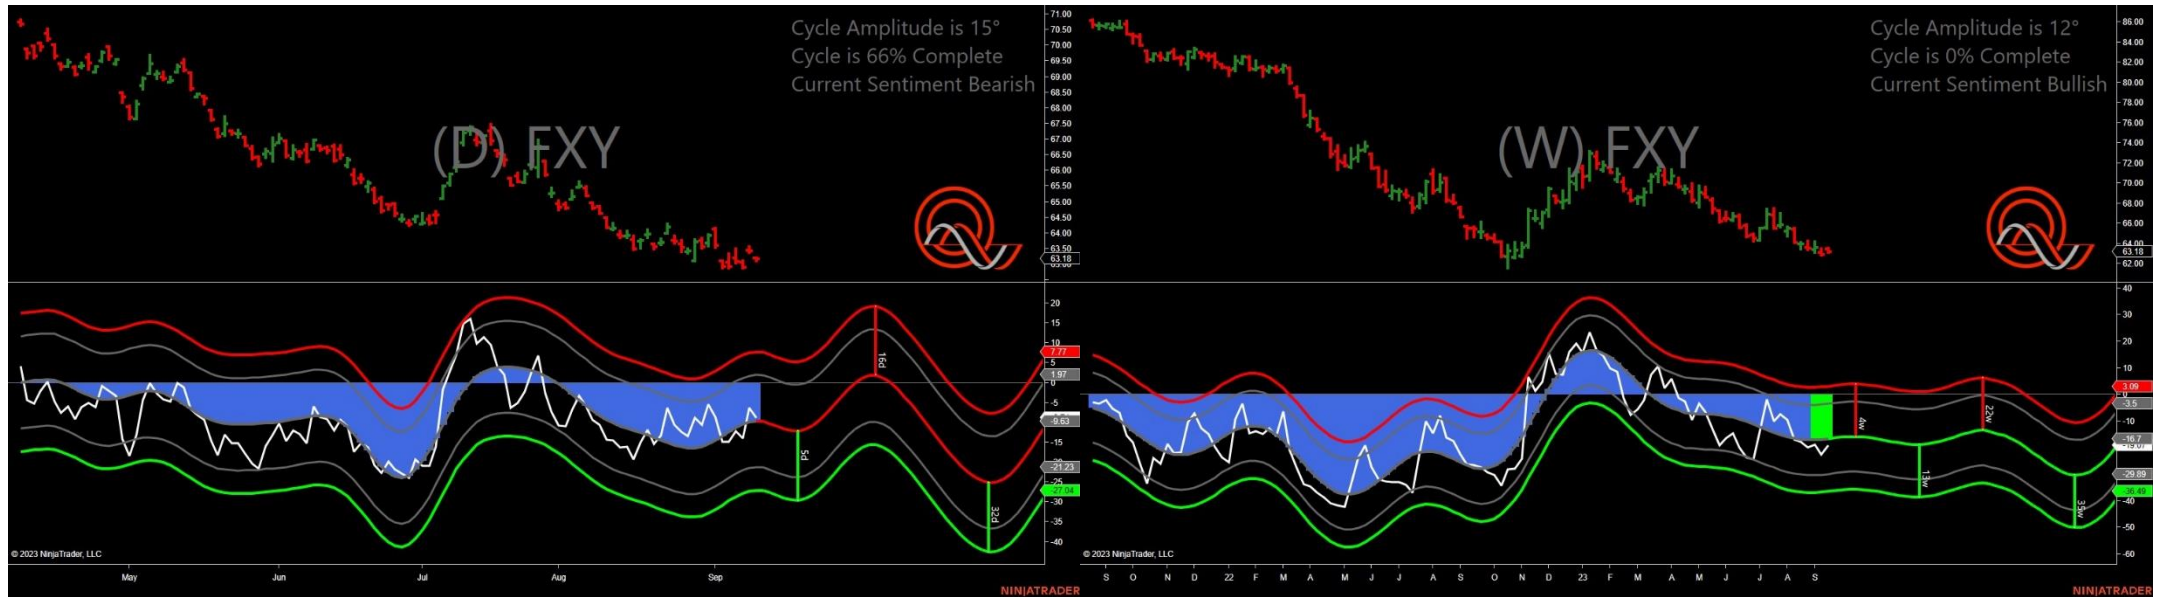 Cycle Amplitude is 15°
Cycle is 66% Complete
Current Sentiment Bearish
(D) FXY
71.00
70.50
70.00
69.50
69.00
68.50
68.00
67.50
67.00
66.50
66.00
65.50
65.00
64.50
64.00
63.50
63.18
20
15
10
7.77
5
1.97
0
-5
-9.63
-15
-21.23
-25
-27.04
-30
-35
-40
16d
5d
32d
© 2023 NinjaTrader, LLC
May Jun Jul Aug Sep
NINJATRADER
Cycle Amplitude is 12°
Cycle is 0% Complete
Current Sentiment Bullish
(W) FXY
86.00
84.00
82.00
80.00
78.00
76.00
74.00
72.00
70.00
68.00
66.00
64.00
63.18
62.00
40
30
20
10
3.09
0
-3.5
-10
-16.7
-29.89
-36.49
-40
-50
-60
4w
22w
13w
35w
© 2023 NinjaTrader, LLC
S O N D 22 F M A M J J A S O N D 23 F M A M J J A S
NINJATRADER